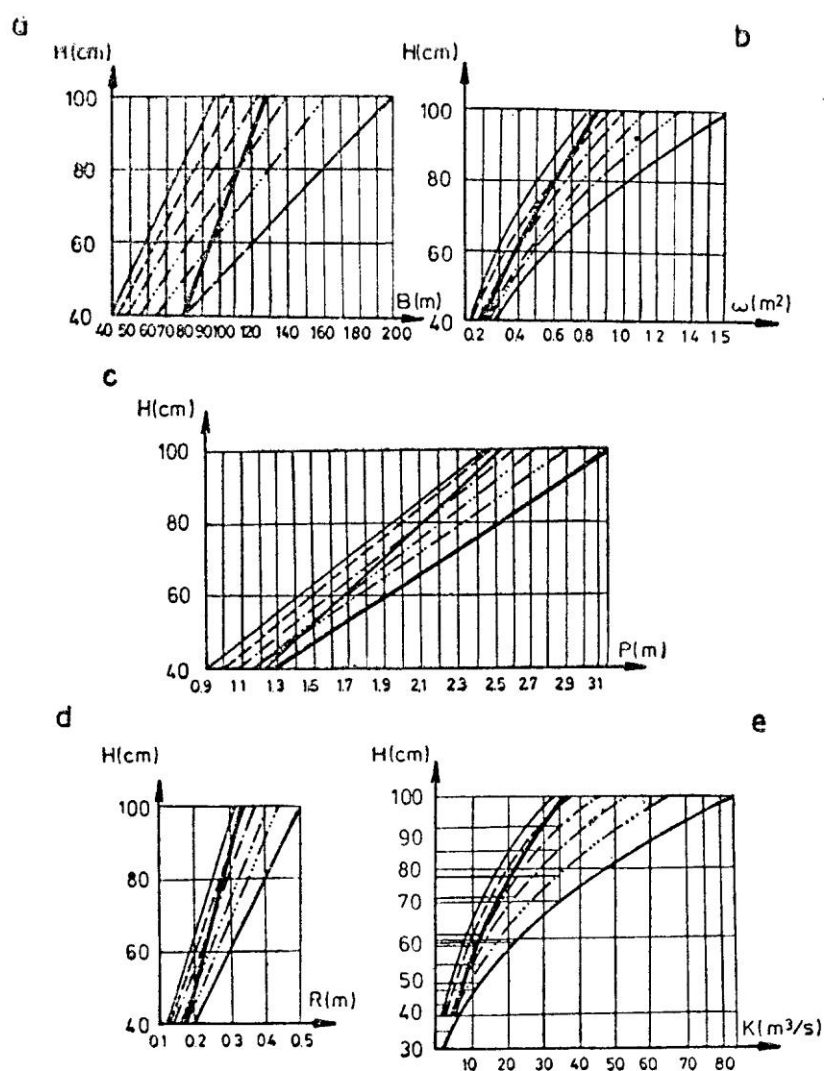 a
H(cm)
100
80
60
40
40 50 60 70 80 90 100 120 140 160 180 200
B(m)
b
H(cm)
100
80
60
40
0.2 0.4 0.6 0.8 1.0 1.2 1.4 1.5
ω(m²)
c
H(cm)
100
80
60
40
0.9 1.1 1.3 1.5 1.7 1.9 2.1 2.3 2.5 2.7 2.9 3.1
P(m)
d
H(cm)
100
80
60
40
0.1 0.2 0.3 0.4 0.5
R(m)
e
H(cm)
100
90
80
70
60
50
40
30
10 20 30 40 50 60 70 80
K(m³/s)